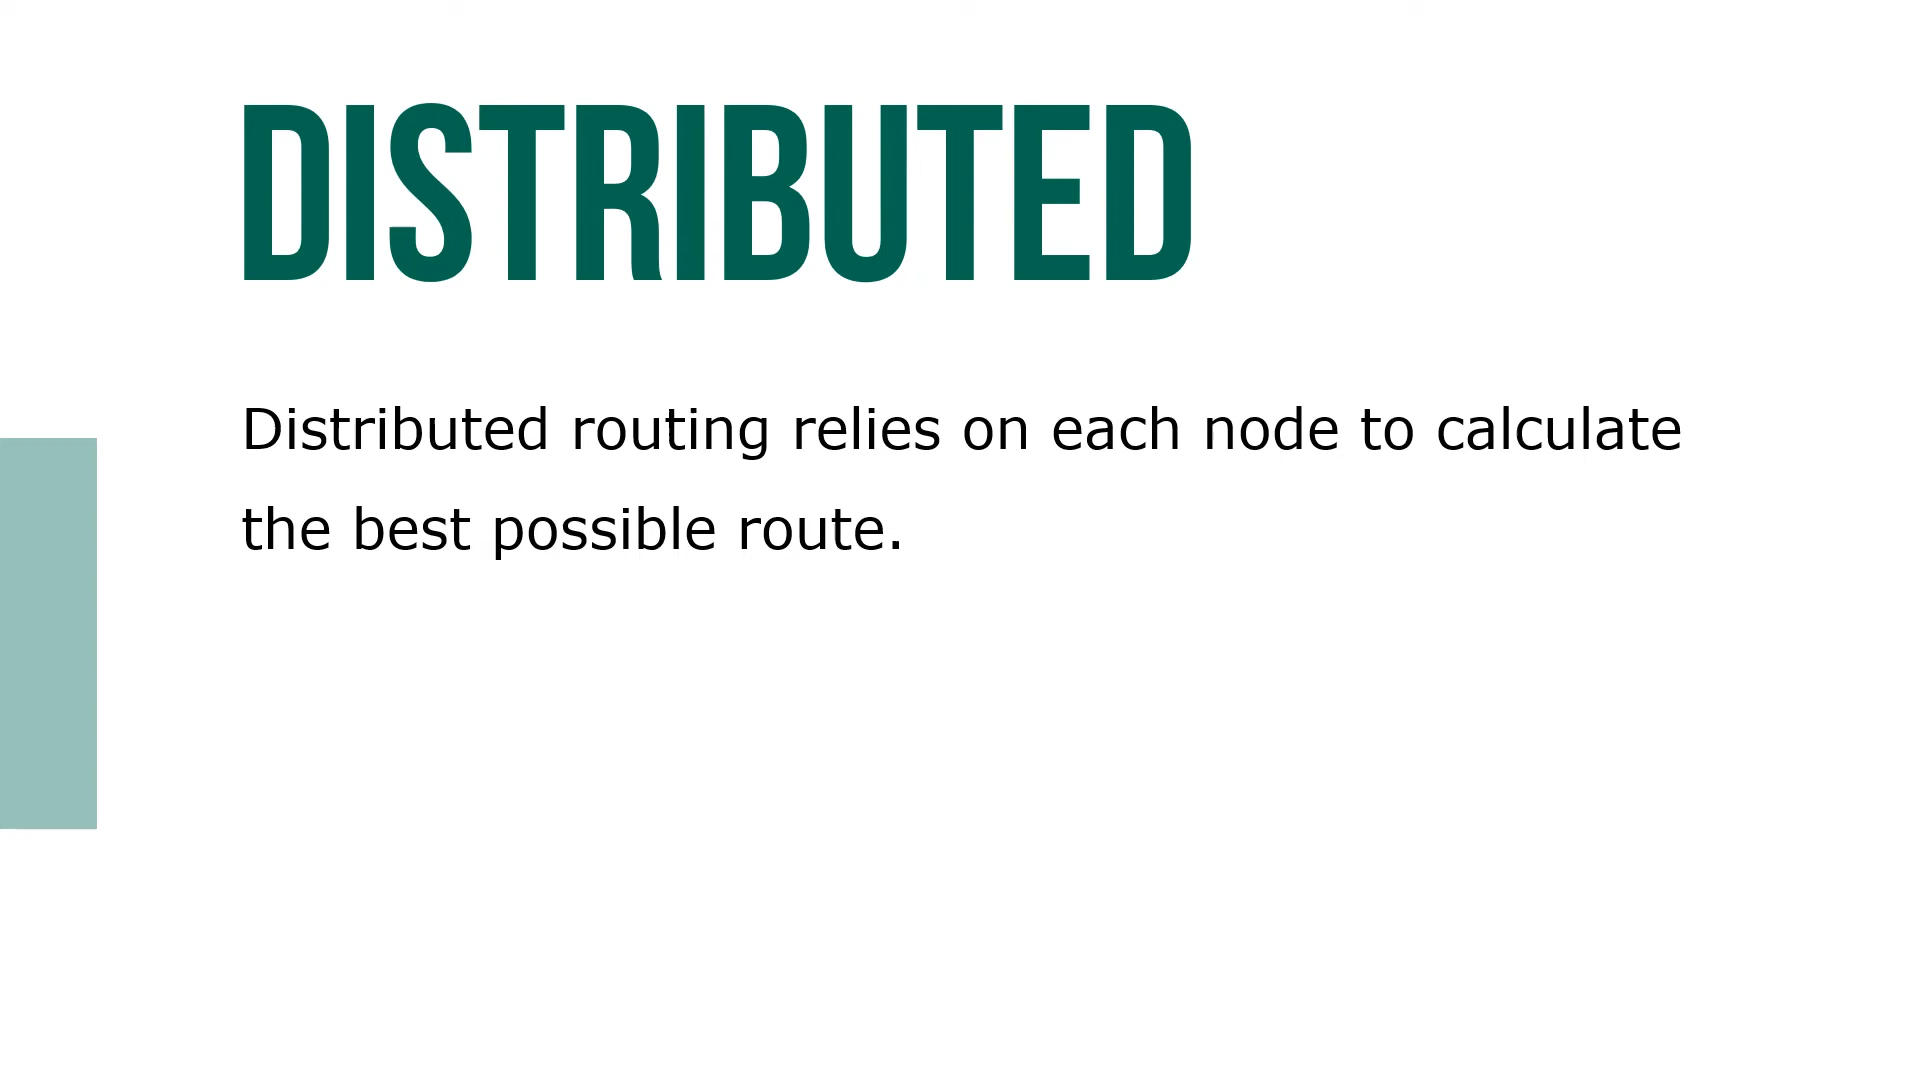 DISTRIBUTED
Distributed routing relies on each node to calculate
the best possible route.